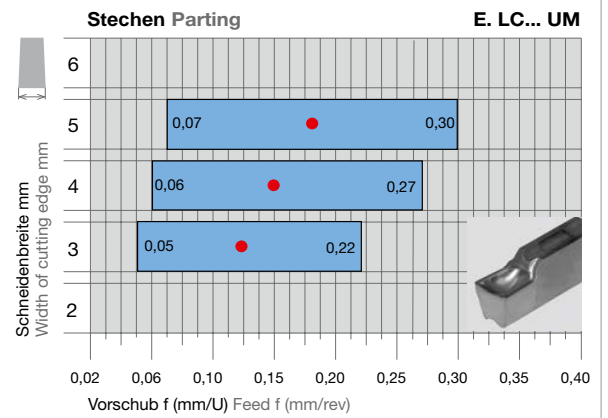 Stechen Parting E. LC... UM
Schneidenbreite mm
Width of cutting edge mm
6
5
0,07 0,30
4
0,06 0,27
3
0,05 0,22
2
0,02 0,06 0,10 0,15 0,20 0,30 0,35 0,40
Vorschub f (mm/U) Feed f (mm/rev)